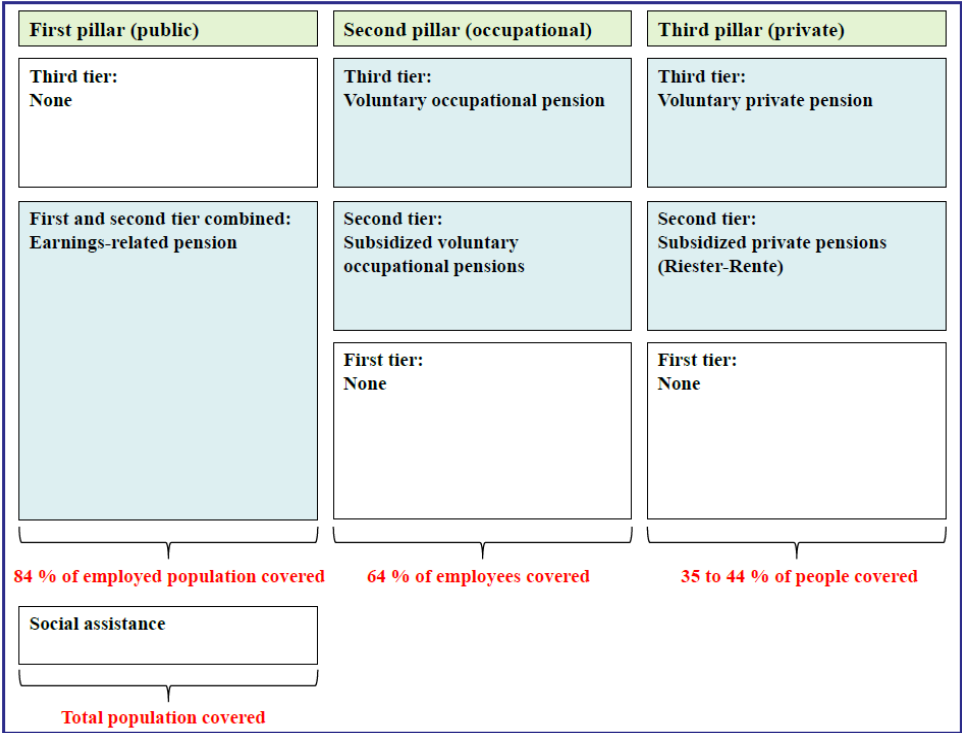 First pillar (public)
Second pillar (occupational)
Third pillar (private)
Third tier:
None
Third tier:
Voluntary occupational pension
Third tier:
Voluntary private pension
First and second tier combined:
Earnings-related pension
Second tier:
Subsidized voluntary
occupational pensions
Second tier:
Subsidized private pensions
(Riester-Rente)
First tier:
None
First tier:
None
84 % of employed population covered
64 % of employees covered
35 to 44 % of people covered
Social assistance
Total population covered